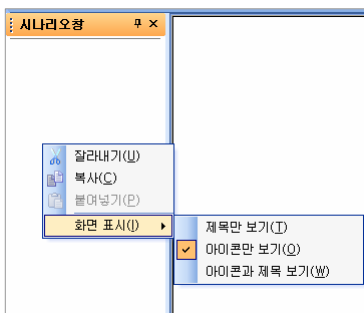 시나리오창
잘라내기(U)
복사(C)
붙여넣기(P)
화면 표시(I)
제목만 보기(T)
아이콘만 보기(O)
아이콘과 제목 보기(W)